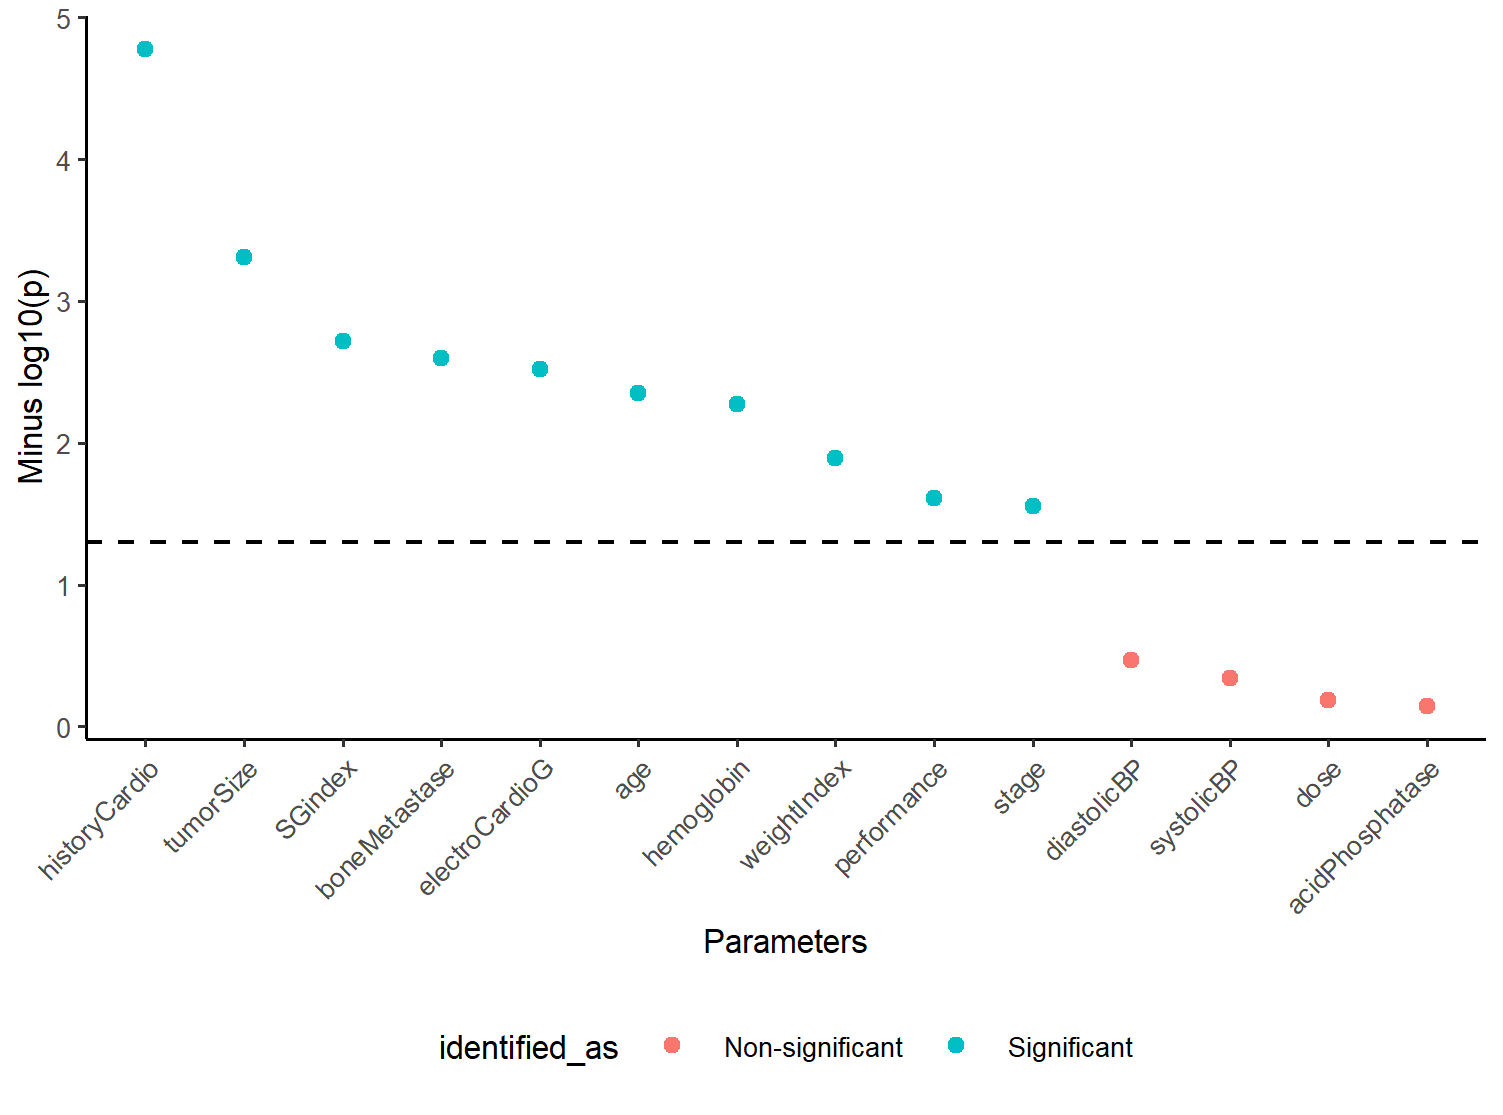 5
4
3
2
1
0
Minus log10(p)
historyCardio
tumorSize
SGindex
boneMetastase
electroCardioG
age
hemoglobin
weightIndex
performance
stage
diastolicBP
systolicBP
dose
acidPhosphatase
Parameters
identified_as Non-significant Significant